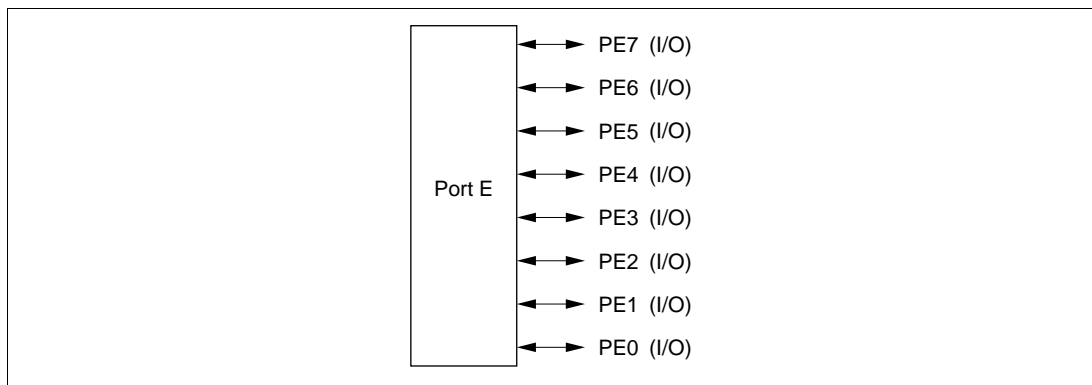 PE7 (I/O)
PE6 (I/O)
PE5 (I/O)
PE4 (I/O)
Port E
PE3 (I/O)
PE2 (I/O)
PE1 (I/O)
PE0 (I/O)